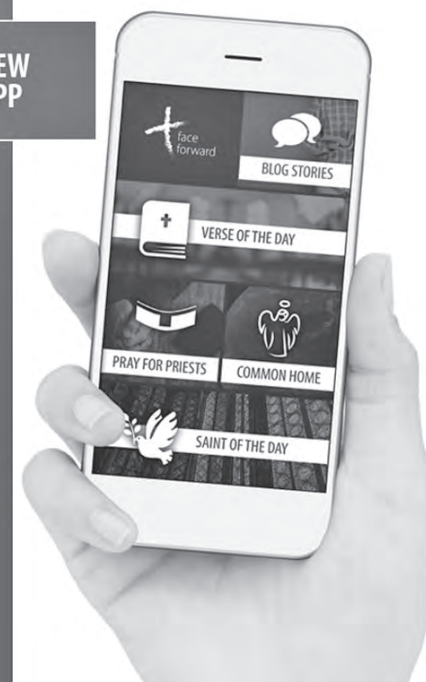 EW
PP
face
forward
BLOG STORIES
VERSE OF THE DAY
PRAY FOR PRIESTS
COMMON HOME
SAINT OF THE DAY